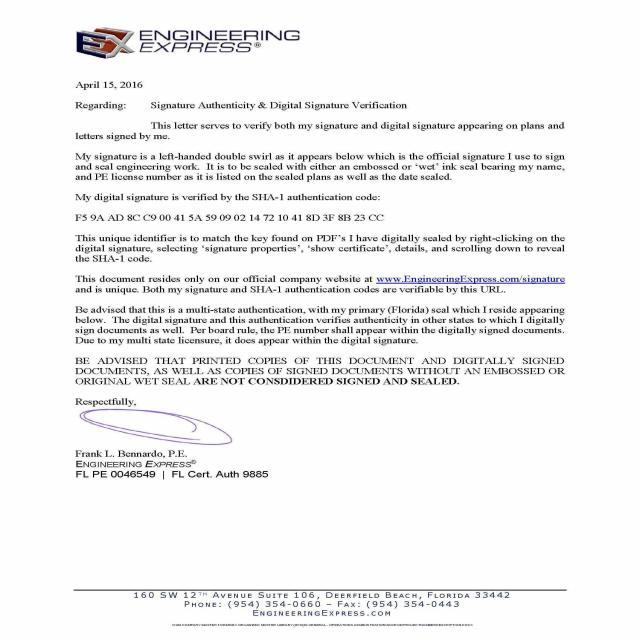 EX ENGINEERING
EXPRESS®
April 15, 2016
Regarding: Signature Authenticity & Digital Signature Verification
This letter serves to verify both my signature and digital signature appearing on plans and
letters signed by me.
My signature is a left-handed double swirl as it appears below which is the official signature I use to sign
and seal engineering work. It is to be sealed with either an embossed or 'wet' ink seal bearing my name,
and PE license number as it is listed on the sealed plans as well as the date sealed.
My digital signature is verified by the SHA-1 authentication code:
F5 9A AD 8C C9 00 41 5A 59 09 02 14 72 10 41 8D 3F 8B 23 CC
This unique identifier is to match the key found on PDF's I have digitally sealed by right-clicking on the
digital signature, selecting 'signature properties', 'show certificate', details, and scrolling down to reveal
the SHA-1 code.
This document resides only on our official company website at www.EngineeringExpress.com/signature
and is unique. Both my signature and SHA-1 authentication codes are verifiable by this URL.
Be advised that this is a multi-state authentication, with my primary (Florida) seal which I reside appearing
below. The digital signature and this authentication verifies authenticity in other states to which I digitally
sign documents as well. Per board rule, the PE number shall appear within the digitally signed documents.
Due to my multi state licensure, it does appear within the digital signature.
BE ADVISED THAT PRINTED COPIES OF THIS DOCUMENT AND DIGITALLY SIGNED
DOCUMENTS, AS WELL AS COPIES OF SIGNED DOCUMENTS WITHOUT AN EMBOSSED OR
ORIGINAL WET SEAL ARE NOT CONSDIDERED SIGNED AND SEALED.
Respectfully,
Frank L. Bennardo, P.E.
ENGINEERING EXPRESS®
FL PE 0046549 | FL Cert. Auth 9885
160 SW 12TH AVENUE SUITE 106, DEERFIELD BEACH, FLORIDA 33442
PHONE: (954) 354-0660 – FAX: (954) 354-0443
ENGINEERINGEXPRESS.COM